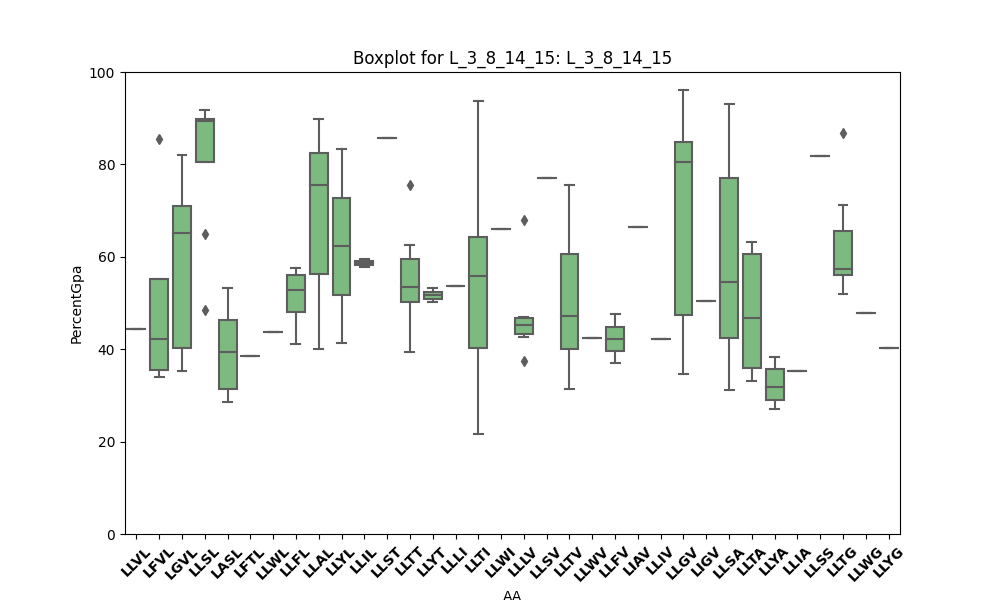 Boxplot for L_3_8_14_15: L_3_8_14_15
100
80
60
40
20
0
PercentGpa
LLVL LFVL LGVL LLSL LASL LFTL LLWL LLFL LLAL LLYL LLIL LLST LLTT LLYT LLLI LLTI LLWI LLLV LLSV LLTV LLWV LLFV LIAV LLIV LLGV LIGV LLSA LLTA LLYA LLIA LLSS LLTG LLWG LLYG
AA